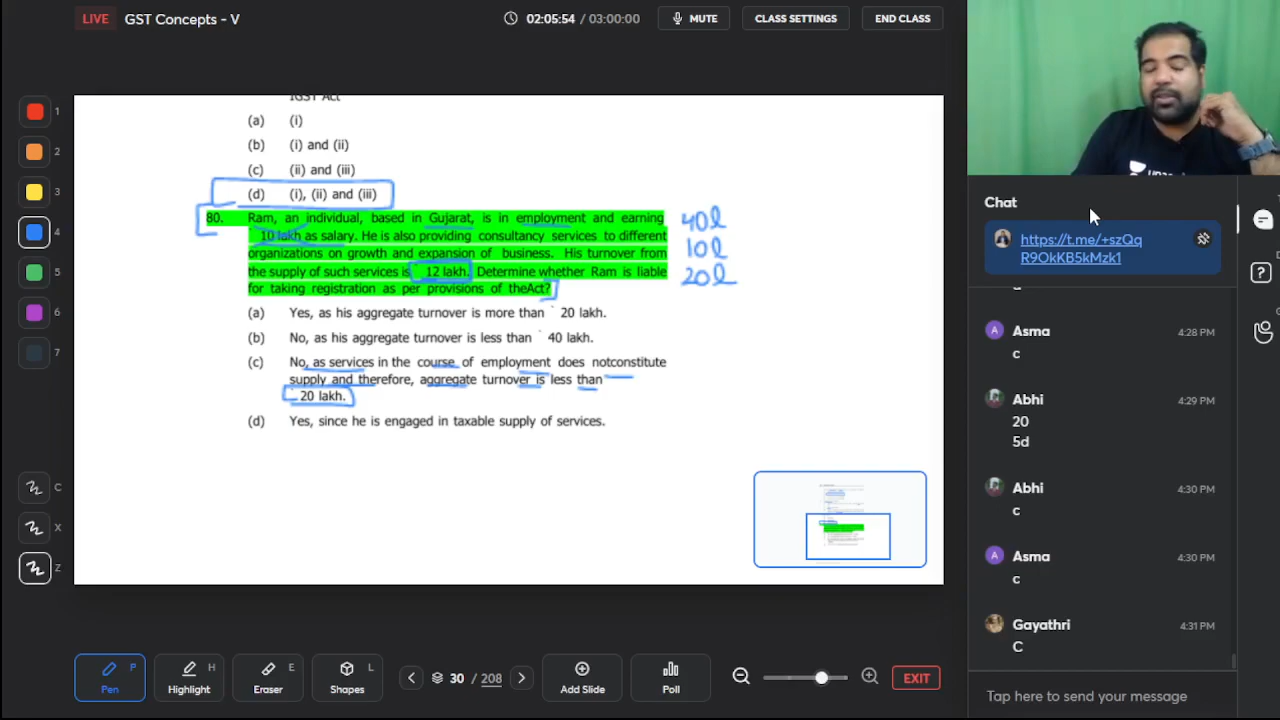 LIVE GST Concepts - V 02:05:54 / 03:00:00 MUTE CLASS SETTINGS END CLASS
IGST Act
(a) (i)
(b) (i) and (ii)
(c) (ii) and (iii)
(d) (i), (ii) and (iii)
80. Ram, an individual, based in Gujarat, is in employment and earning
` 10 lakh as salary. He is also providing consultancy services to different
organizations on growth and expansion of business. His turnover from
the supply of such services is ` 12 lakh. Determine whether Ram is liable
for taking registration as per provisions of theAct?
40l
10l
20l
(a) Yes, as his aggregate turnover is more than ` 20 lakh.
(b) No, as his aggregate turnover is less than ` 40 lakh.
(c) No, as services in the course of employment does notconstitute
supply and therefore, aggregate turnover is less than
` 20 lakh.
(d) Yes, since he is engaged in taxable supply of services.
1
2
3
4
5
6
7
C
X
Z
Chat
https://t.me/+szQq
R9OkKB5kMzk1
A Asma 4:28 PM
c
Abhi 4:29 PM
20
5d
Abhi 4:30 PM
c
A Asma 4:30 PM
c
Gayathri 4:31 PM
C
Tap here to send your message
P H E L
Pen Highlight Eraser Shapes 30 / 208 Add Slide Poll EXIT